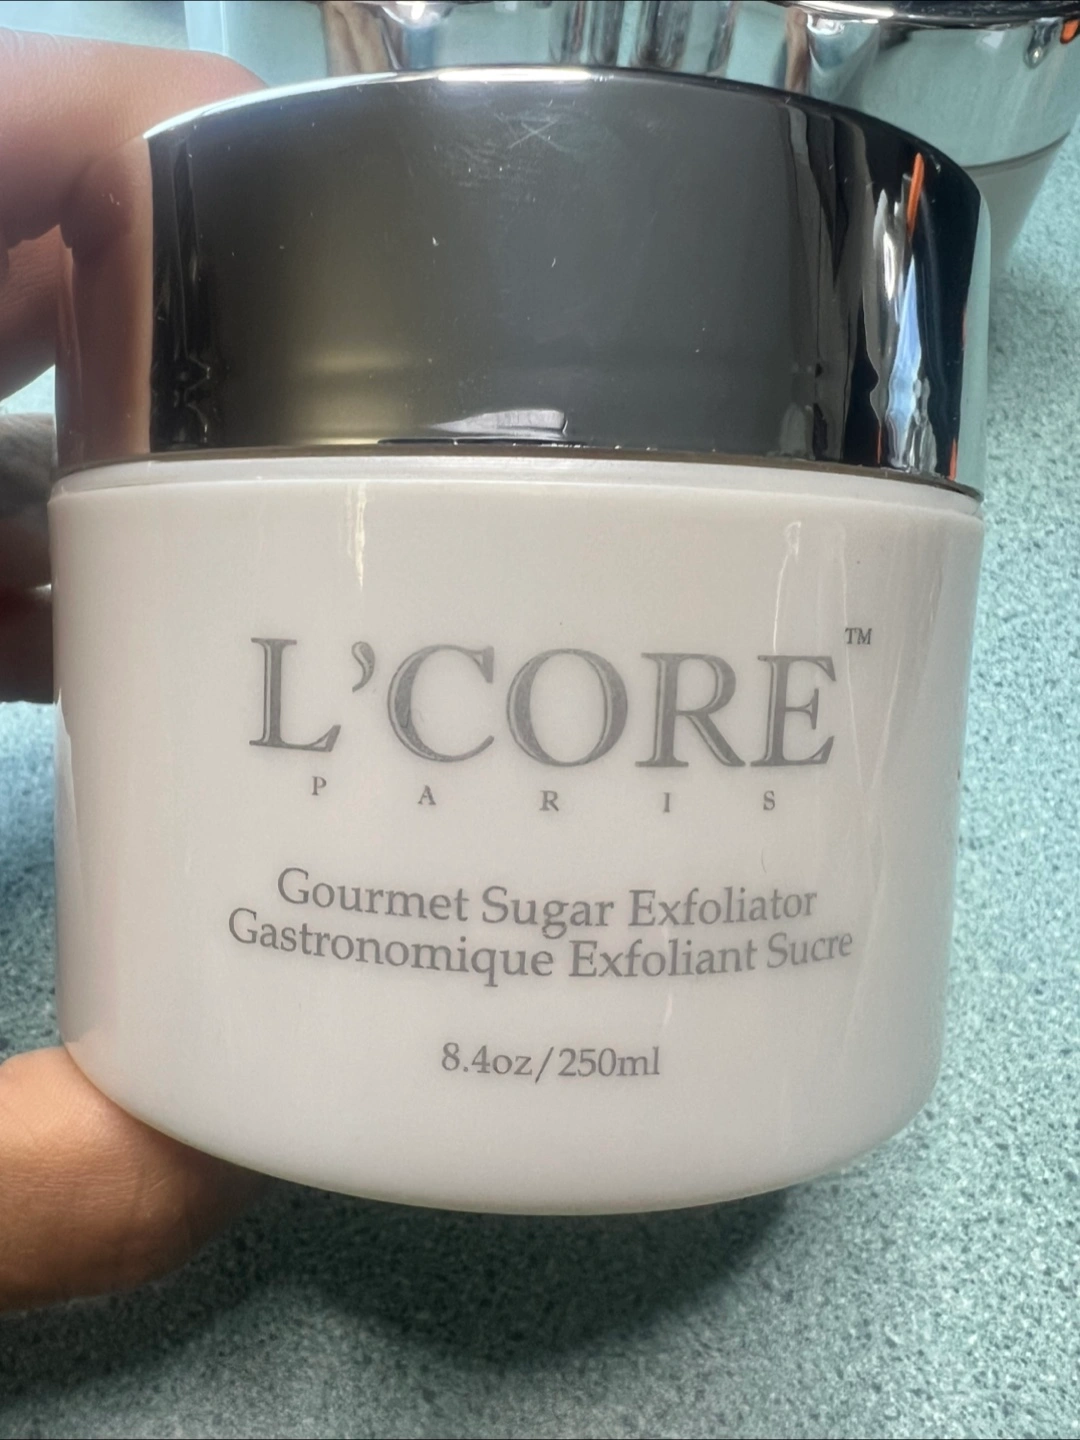 L’CORE™
PARIS
Gourmet Sugar Exfoliator
Gastronomique Exfoliant Sucre
8.4oz/250ml